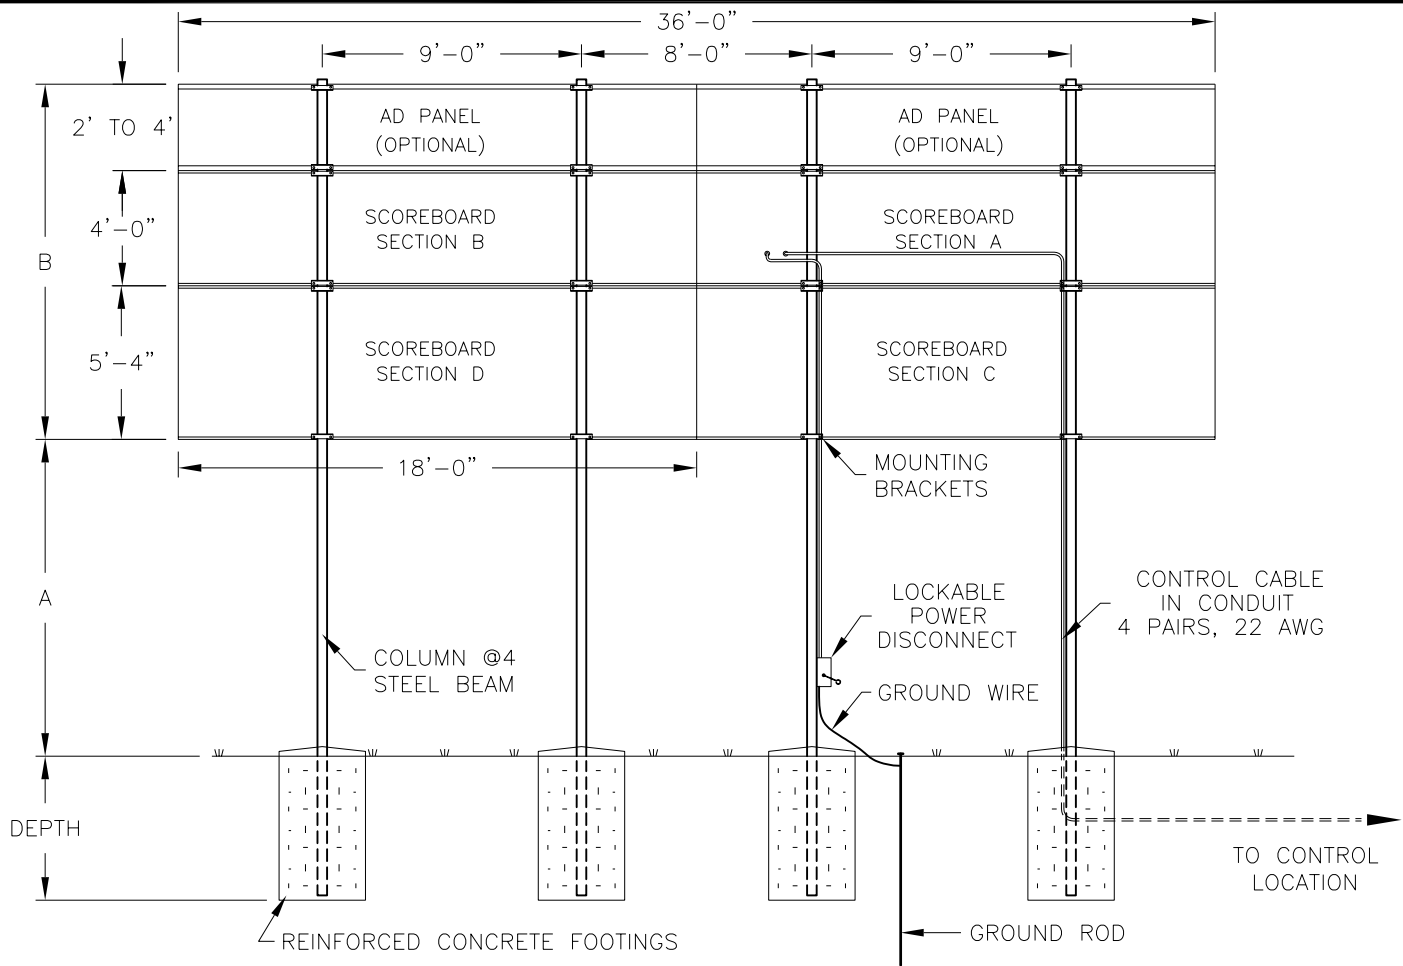 36'-0"
9'-0"
8'-0"
9'-0"
2' TO 4'
AD PANEL
(OPTIONAL)
AD PANEL
(OPTIONAL)
4'-0"
SCOREBOARD
SECTION B
SCOREBOARD
SECTION A
B
5'-4"
SCOREBOARD
SECTION D
SCOREBOARD
SECTION C
18'-0"
MOUNTING
BRACKETS
A
LOCKABLE
POWER
DISCONNECT
CONTROL CABLE
IN CONDUIT
4 PAIRS, 22 AWG
COLUMN @4
STEEL BEAM
GROUND WIRE
DEPTH
TO CONTROL
LOCATION
REINFORCED CONCRETE FOOTINGS
GROUND ROD